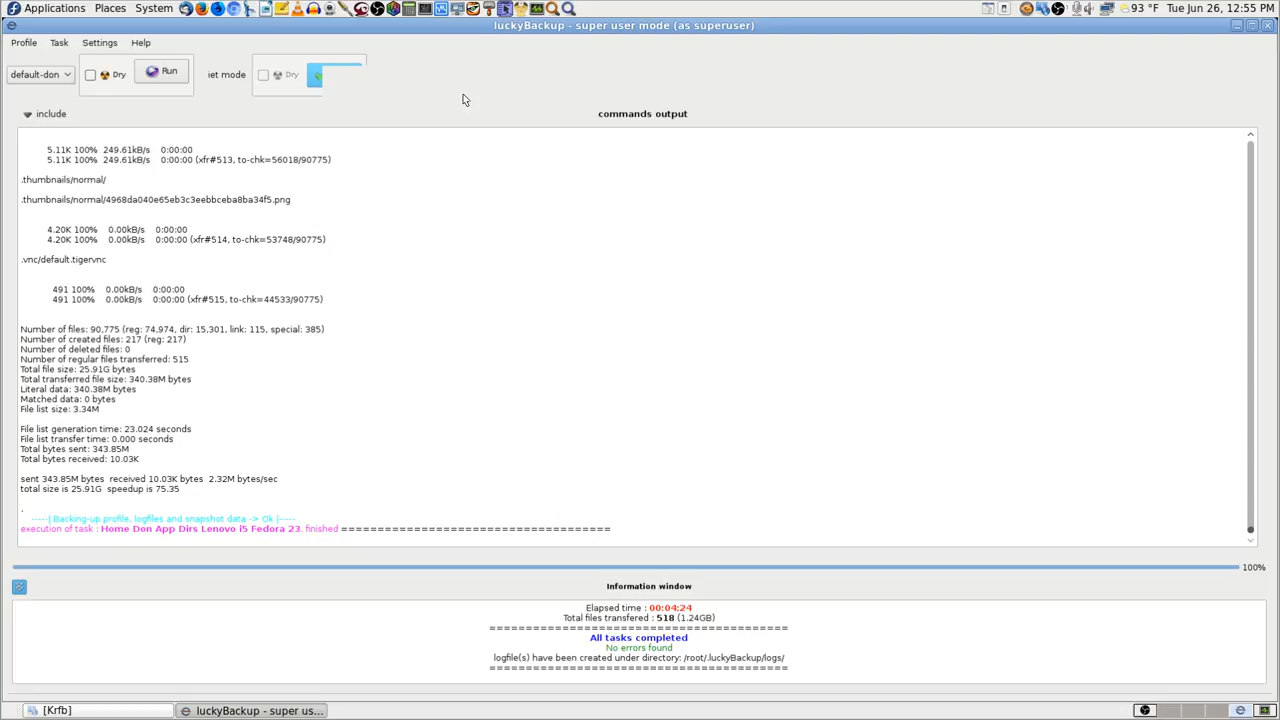 Applications Places System 93 °F Tue Jun 26, 12:55 PM
luckyBackup - super user mode (as superuser)
Profile Task Settings Help
default-don Dry Run iet mode Dry
include commands output
5.11K 100% 249.61kB/s 0:00:00
5.11K 100% 249.61kB/s 0:00:00 (xfr#513, to-chk=56018/90775)
.thumbnails/normal/
.thumbnails/normal/4968da040e65eb3c3eebbceba8ba34f5.png
4.20K 100% 0.00kB/s 0:00:00
4.20K 100% 0.00kB/s 0:00:00 (xfr#514, to-chk=53748/90775)
.vnc/default.tigervnc
491 100% 0.00kB/s 0:00:00
491 100% 0.00kB/s 0:00:00 (xfr#515, to-chk=44533/90775)
Number of files: 90,775 (reg: 74,974, dir: 15,301, link: 115, special: 385)
Number of created files: 217 (reg: 217)
Number of deleted files: 0
Number of regular files transferred: 515
Total file size: 25.91G bytes
Total transferred file size: 340.38M bytes
Literal data: 340.38M bytes
Matched data: 0 bytes
File list size: 3.34M
File list generation time: 23.024 seconds
File list transfer time: 0.000 seconds
Total bytes sent: 343.85M
Total bytes received: 10.03K
sent 343.85M bytes received 10.03K bytes 2.32M bytes/sec
total size is 25.91G speedup is 75.35
.
-----| Backing-up profile, logfiles and snapshot data -> Ok |-----
execution of task : Home Don App Dirs Lenovo i5 Fedora 23, finished =====================================
100%
Information window
Elapsed time : 00:04:24
Total files transfered : 518 (1.24GB)
========================================
All tasks completed
No errors found
logfile(s) have been created under directory: /root/.luckyBackup/logs/
========================================
[Krfb] luckyBackup - super us...